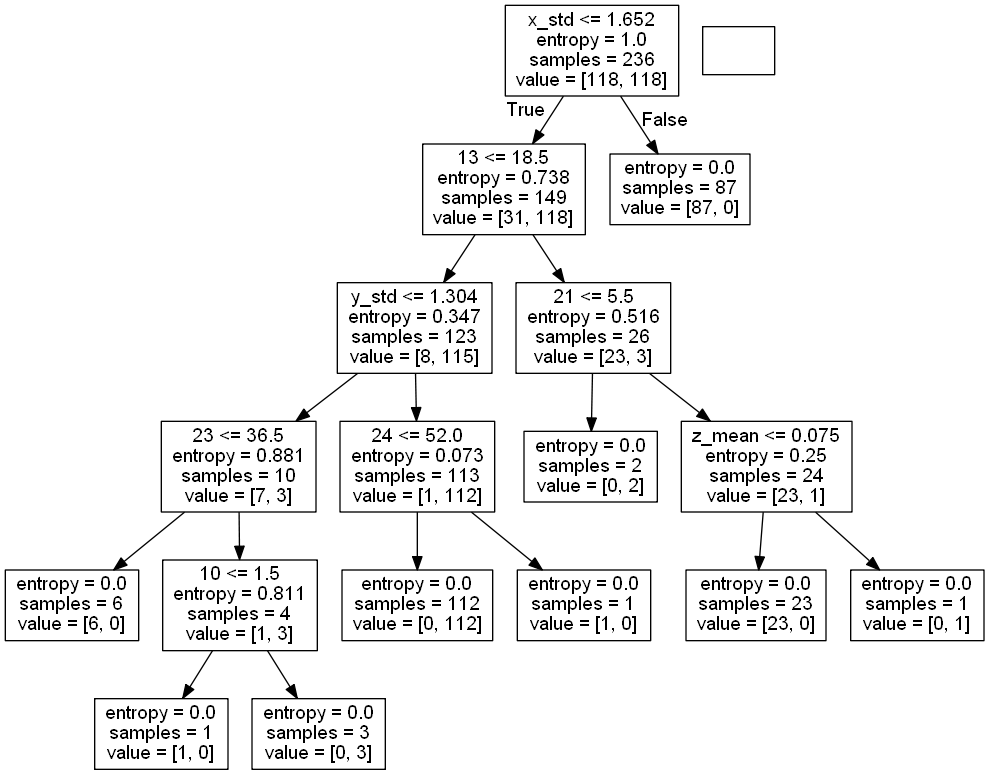 x_std <= 1.652
entropy = 1.0
samples = 236
value = [118, 118]
True
False
13 <= 18.5
entropy = 0.738
samples = 149
value = [31, 118]
entropy = 0.0
samples = 87
value = [87, 0]
y_std <= 1.304
entropy = 0.347
samples = 123
value = [8, 115]
21 <= 5.5
entropy = 0.516
samples = 26
value = [23, 3]
23 <= 36.5
entropy = 0.881
samples = 10
value = [7, 3]
24 <= 52.0
entropy = 0.073
samples = 113
value = [1, 112]
entropy = 0.0
samples = 2
value = [0, 2]
z_mean <= 0.075
entropy = 0.25
samples = 24
value = [23, 1]
entropy = 0.0
samples = 6
value = [6, 0]
10 <= 1.5
entropy = 0.811
samples = 4
value = [1, 3]
entropy = 0.0
samples = 112
value = [0, 112]
entropy = 0.0
samples = 1
value = [1, 0]
entropy = 0.0
samples = 23
value = [23, 0]
entropy = 0.0
samples = 1
value = [0, 1]
entropy = 0.0
samples = 1
value = [1, 0]
entropy = 0.0
samples = 3
value = [0, 3]